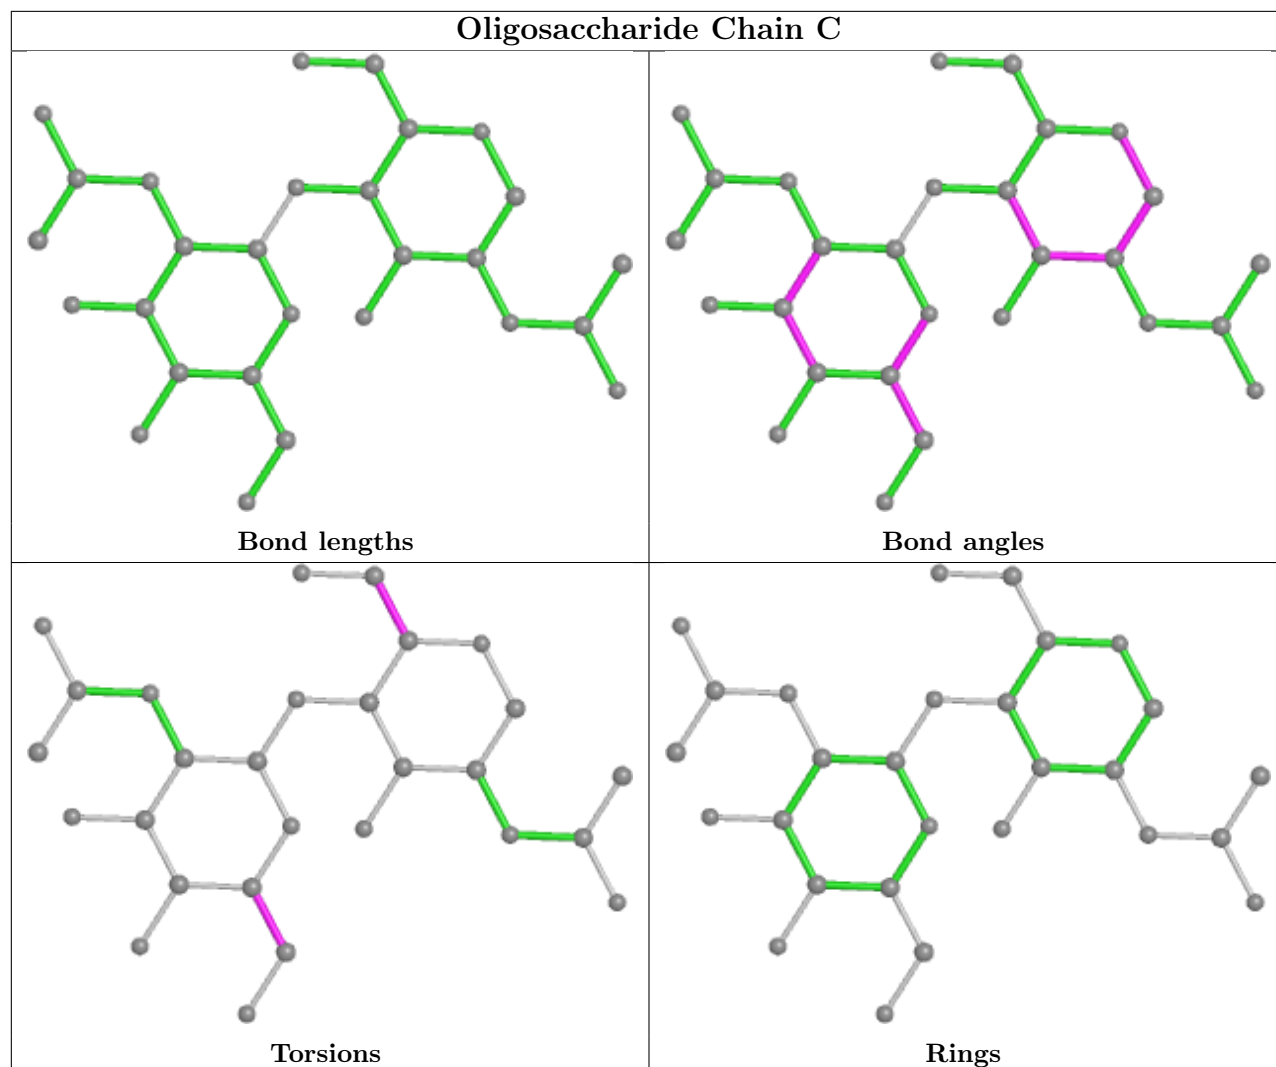 Oligosaccharide Chain C
Bond lengths
Bond angles
Torsions
Rings